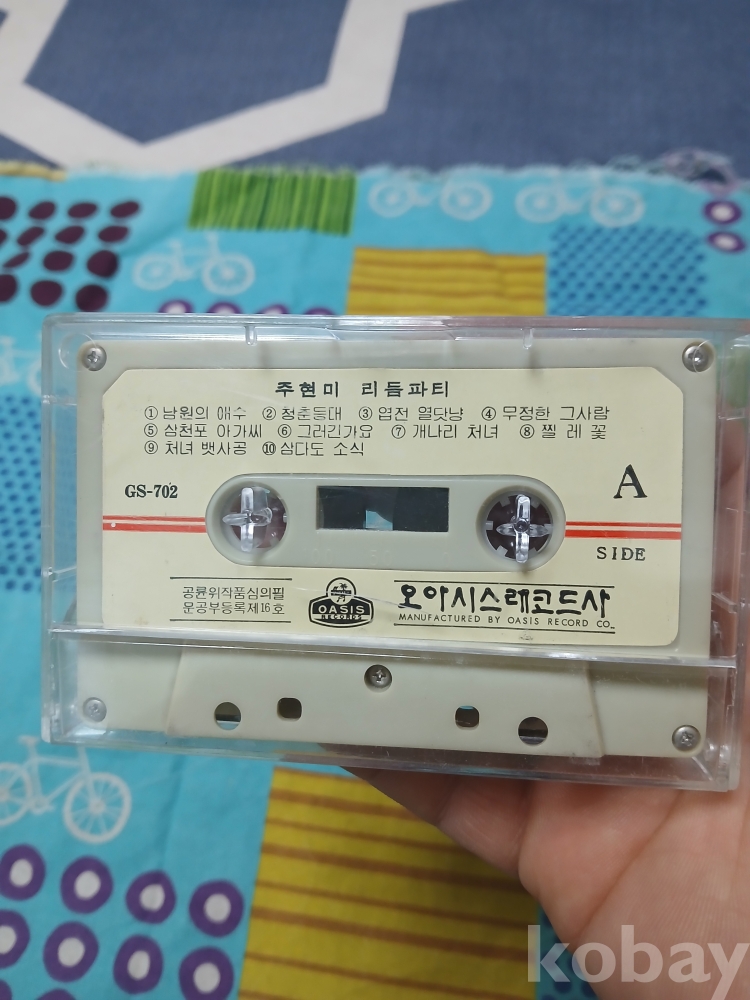 주현미 리듬파티
① 남원의 애수 ② 청춘등대 ③ 엽전 열닷냥 ④ 무정한 그사람
⑤ 삼천포 아가씨 ⑥ 그러긴가요 ⑦ 개나리 처녀 ⑧ 찔 레 꽃
⑨ 처녀 뱃사공 ⑩ 삼다도 소식
GS-702
A
SIDE
공륜위작품심의필
문공부등록제16호
OASIS
RECORDS
오아시스레코드사
MANUFACTURED BY OASIS RECORD CO.,
kobay